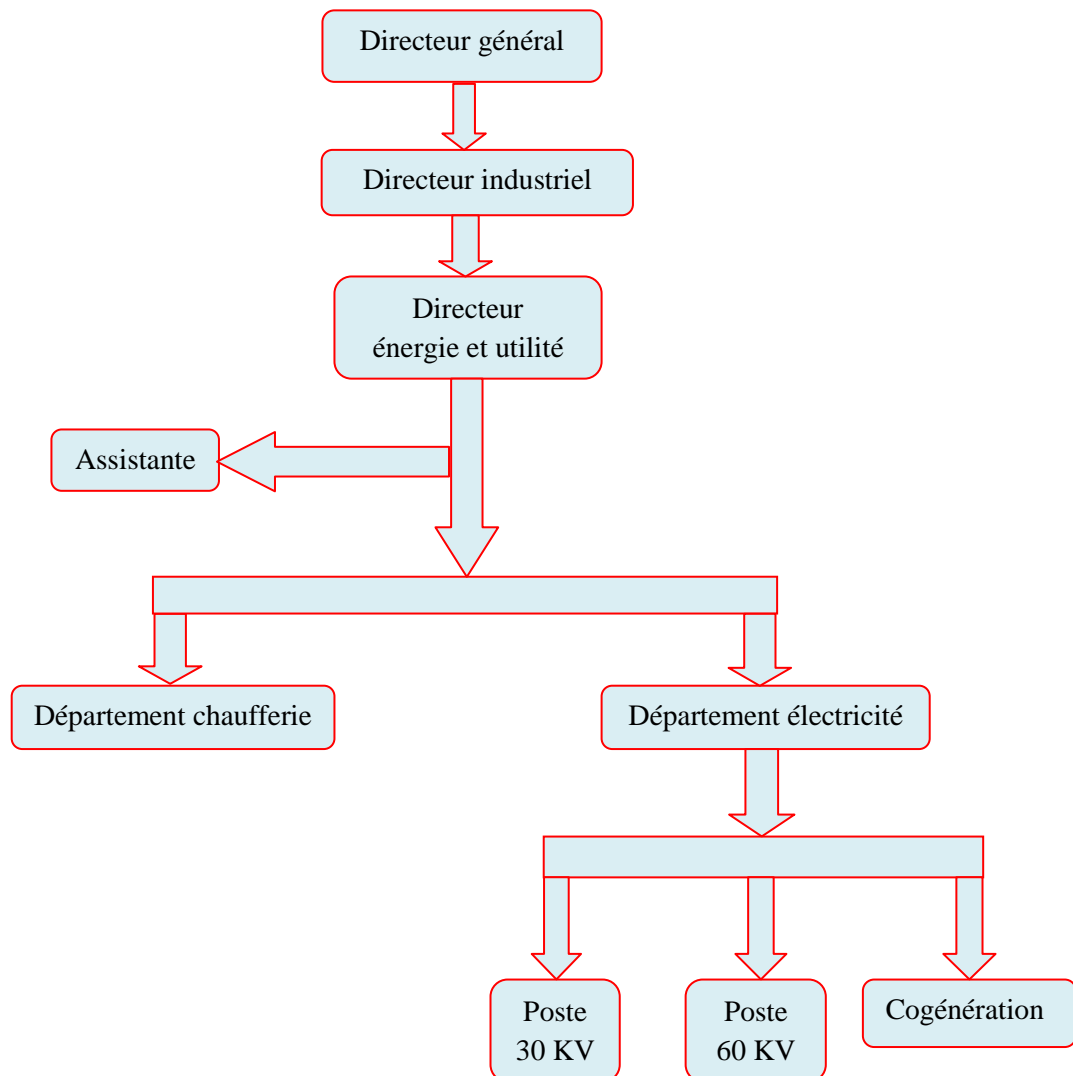 Directeur général
Directeur industriel
Directeur
énergie et utilité
Assistante
Département chaufferie
Département électricité
Poste
30 KV
Poste
60 KV
Cogénération